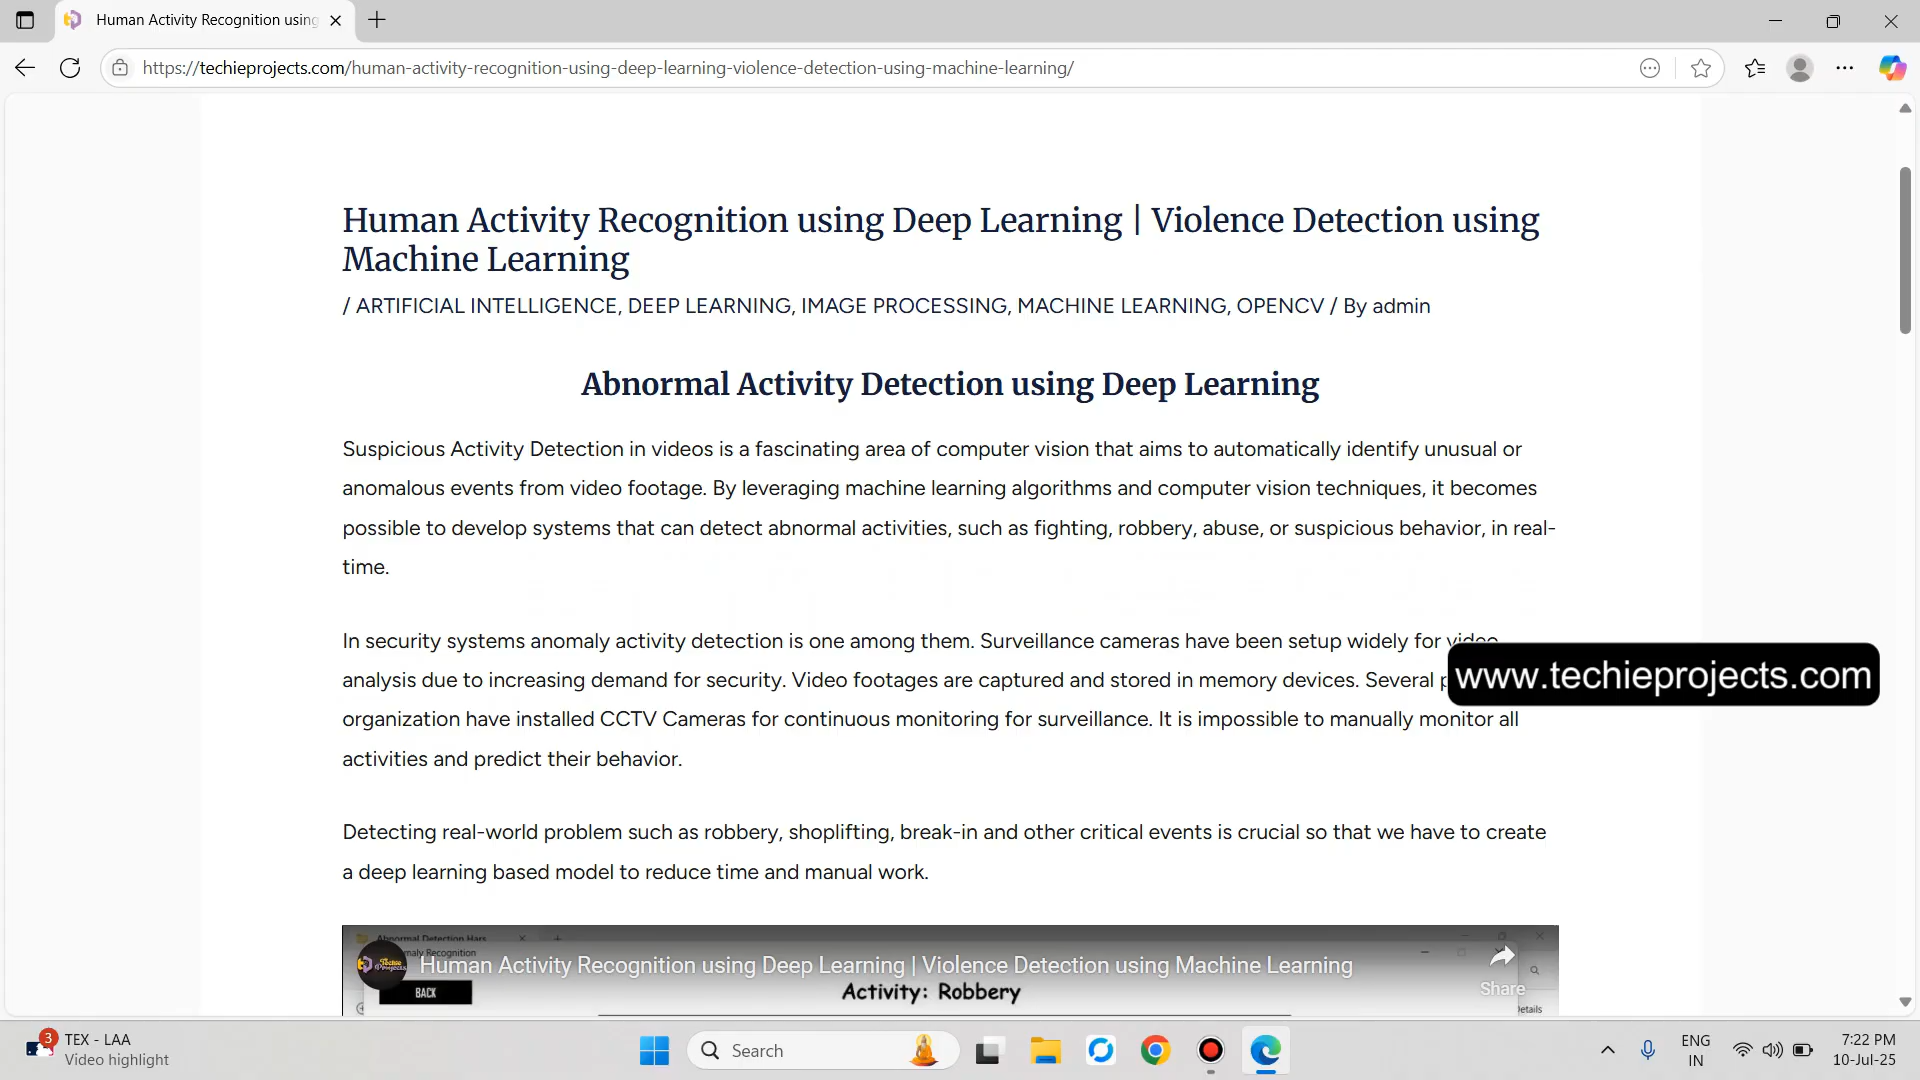 Human Activity Recognition using
https://techieprojects.com/human-activity-recognition-using-deep-learning-violence-detection-using-machine-learning/
Human Activity Recognition using Deep Learning | Violence Detection using
Machine Learning
/ ARTIFICIAL INTELLIGENCE, DEEP LEARNING, IMAGE PROCESSING, MACHINE LEARNING, OPENCV / By admin
Abnormal Activity Detection using Deep Learning
Suspicious Activity Detection in videos is a fascinating area of computer vision that aims to automatically identify unusual or
anomalous events from video footage. By leveraging machine learning algorithms and computer vision techniques, it becomes
possible to develop systems that can detect abnormal activities, such as fighting, robbery, abuse, or suspicious behavior, in real-
time.
In security systems anomaly activity detection is one among them. Surveillance cameras have been setup widely for video
analysis due to increasing demand for security. Video footages are captured and stored in memory devices. Several
www.techieprojects.com
organization have installed CCTV Cameras for continuous monitoring for surveillance. It is impossible to manually monitor all
activities and predict their behavior.
Detecting real-world problem such as robbery, shoplifting, break-in and other critical events is crucial so that we have to create
a deep learning based model to reduce time and manual work.
Abnormal Detection Hars
Recognition
Human Activity Recognition using Deep Learning | Violence Detection using Machine Learning
Share
BACK
Activity: Robbery
Details
3
TEX - LAA
Video highlight
Search
ENG
IN
7:22 PM
10-Jul-25